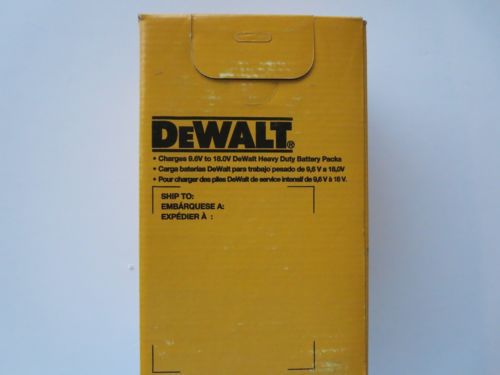 DEWALT®
• Charges 9.6V to 18.0V DeWalt Heavy Duty Battery Packs
• Carga baterías DeWalt para trabajo pesado de 9,6 V a 18,0V
• Pour charger des piles DeWalt de service intensif de 9,6 V à 18 V.
SHIP TO:
EMBÁRQUESE A:
EXPÉDIER À :